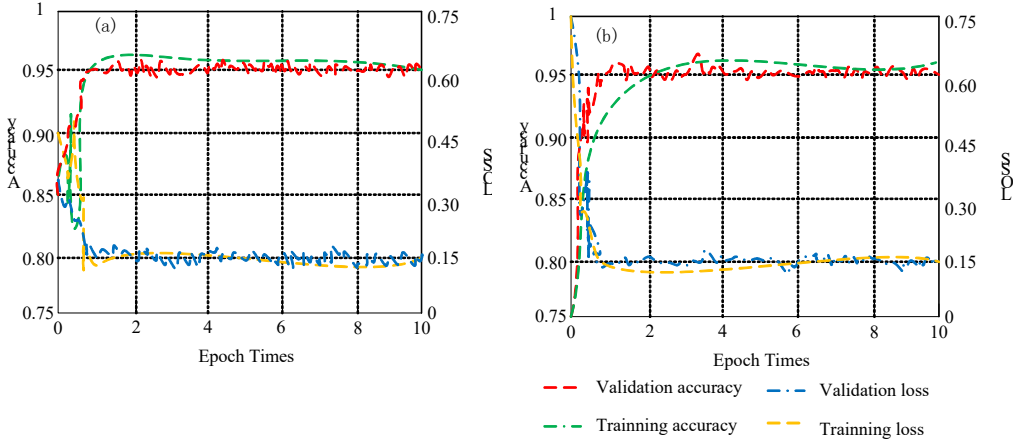 (a)
1
0.95
0.90
0.85
0.80
0.75
0.75
0.60
0.45
0.30
0.15
0
0 2 4 6 8 10
Epoch Times
(b)
1
0.95
0.90
0.85
0.80
0.75
0.75
0.60
0.45
0.30
0.15
0
LOSS
0 2 4 6 8 10
Epoch Times
Validation accuracy
Validation loss
Trainning accuracy
Trainning loss